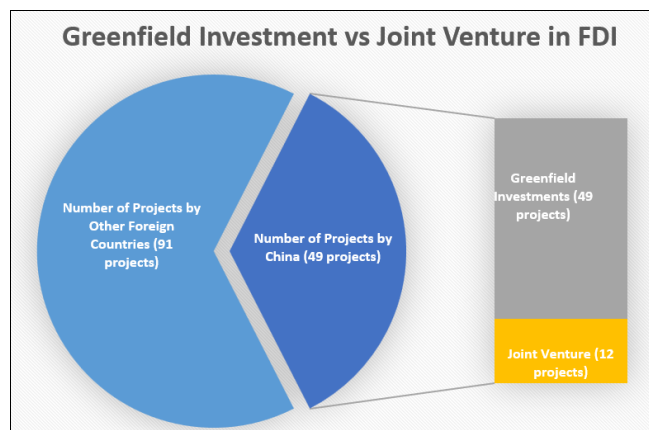 Greenfield Investment vs Joint Venture in FDI
Number of Projects by
Other Foreign
Countries (91
projects)
Number of Projects by
China (49 projects)
Greenfield
Investments (49
projects)
Joint Venture (12
projects)